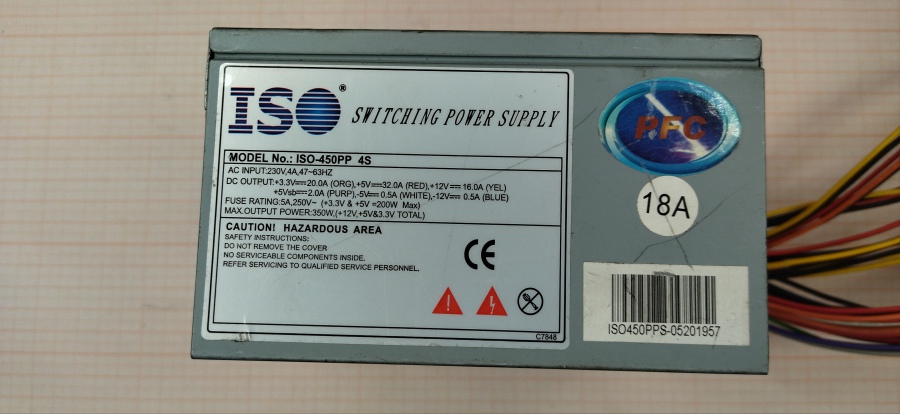 ISO®
SWITCHING POWER SUPPLY
MODEL No.: ISO-450PP 4S
AC INPUT:230V,4A,47~63HZ
DC OUTPUT:+3.3V⎓20.0A (ORG),+5V⎓32.0A (RED),+12V⎓16.0A (YEL)
+5Vsb⎓2.0A (PURP),-5V⎓0.5A (WHITE),-12V⎓0.5A (BLUE)
FUSE RATING:5A,250V~ (+3.3V & +5V =200W Max)
MAX.OUTPUT POWER:350W,(+12V,+5V&3.3V TOTAL)
CAUTION! HAZARDOUS AREA
SAFETY INSTRUCTIONS:
DO NOT REMOVE THE COVER
NO SERVICEABLE COMPONENTS INSIDE.
REFER SERVICING TO QUALIFIED SERVICE PERSONNEL.
CE
C7848
PFC
18A
ISO450PPS-05201957